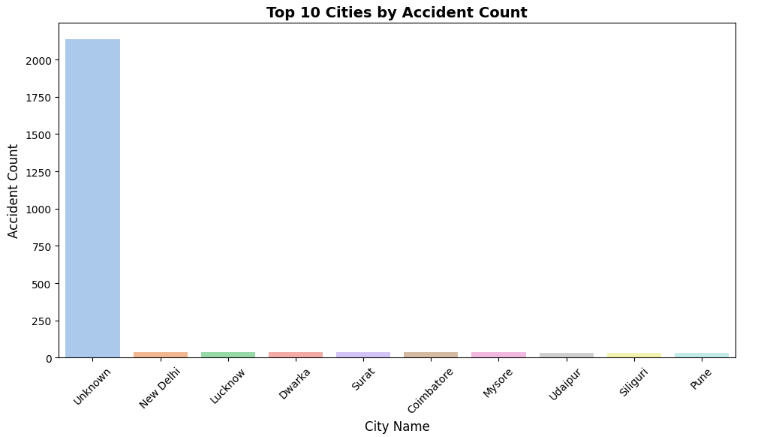 Top 10 Cities by Accident Count
Accident Count
2000
1750
1500
1250
1000
750
500
250
0
Unknown
New Delhi
Lucknow
Dwarka
Surat
Coimbatore
Mysore
Udaipur
Siliguri
Pune
City Name